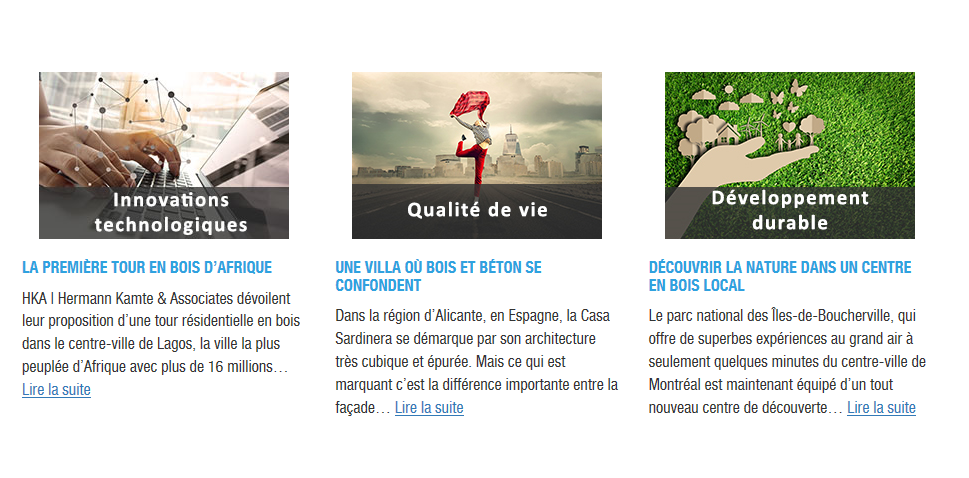 Innovations
technologiques
LA PREMIÈRE TOUR EN BOIS D’AFRIQUE
HKA | Hermann Kamte & Associates dévoilent
leur proposition d’une tour résidentielle en bois
dans le centre-ville de Lagos, la ville la plus
peuplée d’Afrique avec plus de 16 millions…
Lire la suite
Qualité de vie
UNE VILLA OÙ BOIS ET BÉTON SE
CONFONDENT
Dans la région d’Alicante, en Espagne, la Casa
Sardinera se démarque par son architecture
très cubique et épurée. Mais ce qui est
marquant c’est la différence importante entre la
façade… Lire la suite
Développement
durable
DÉCOUVRIR LA NATURE DANS UN CENTRE
EN BOIS LOCAL
Le parc national des Îles-de-Boucherville, qui
offre de superbes expériences au grand air à
seulement quelques minutes du centre-ville de
Montréal est maintenant équipé d’un tout
nouveau centre de découverte… Lire la suite